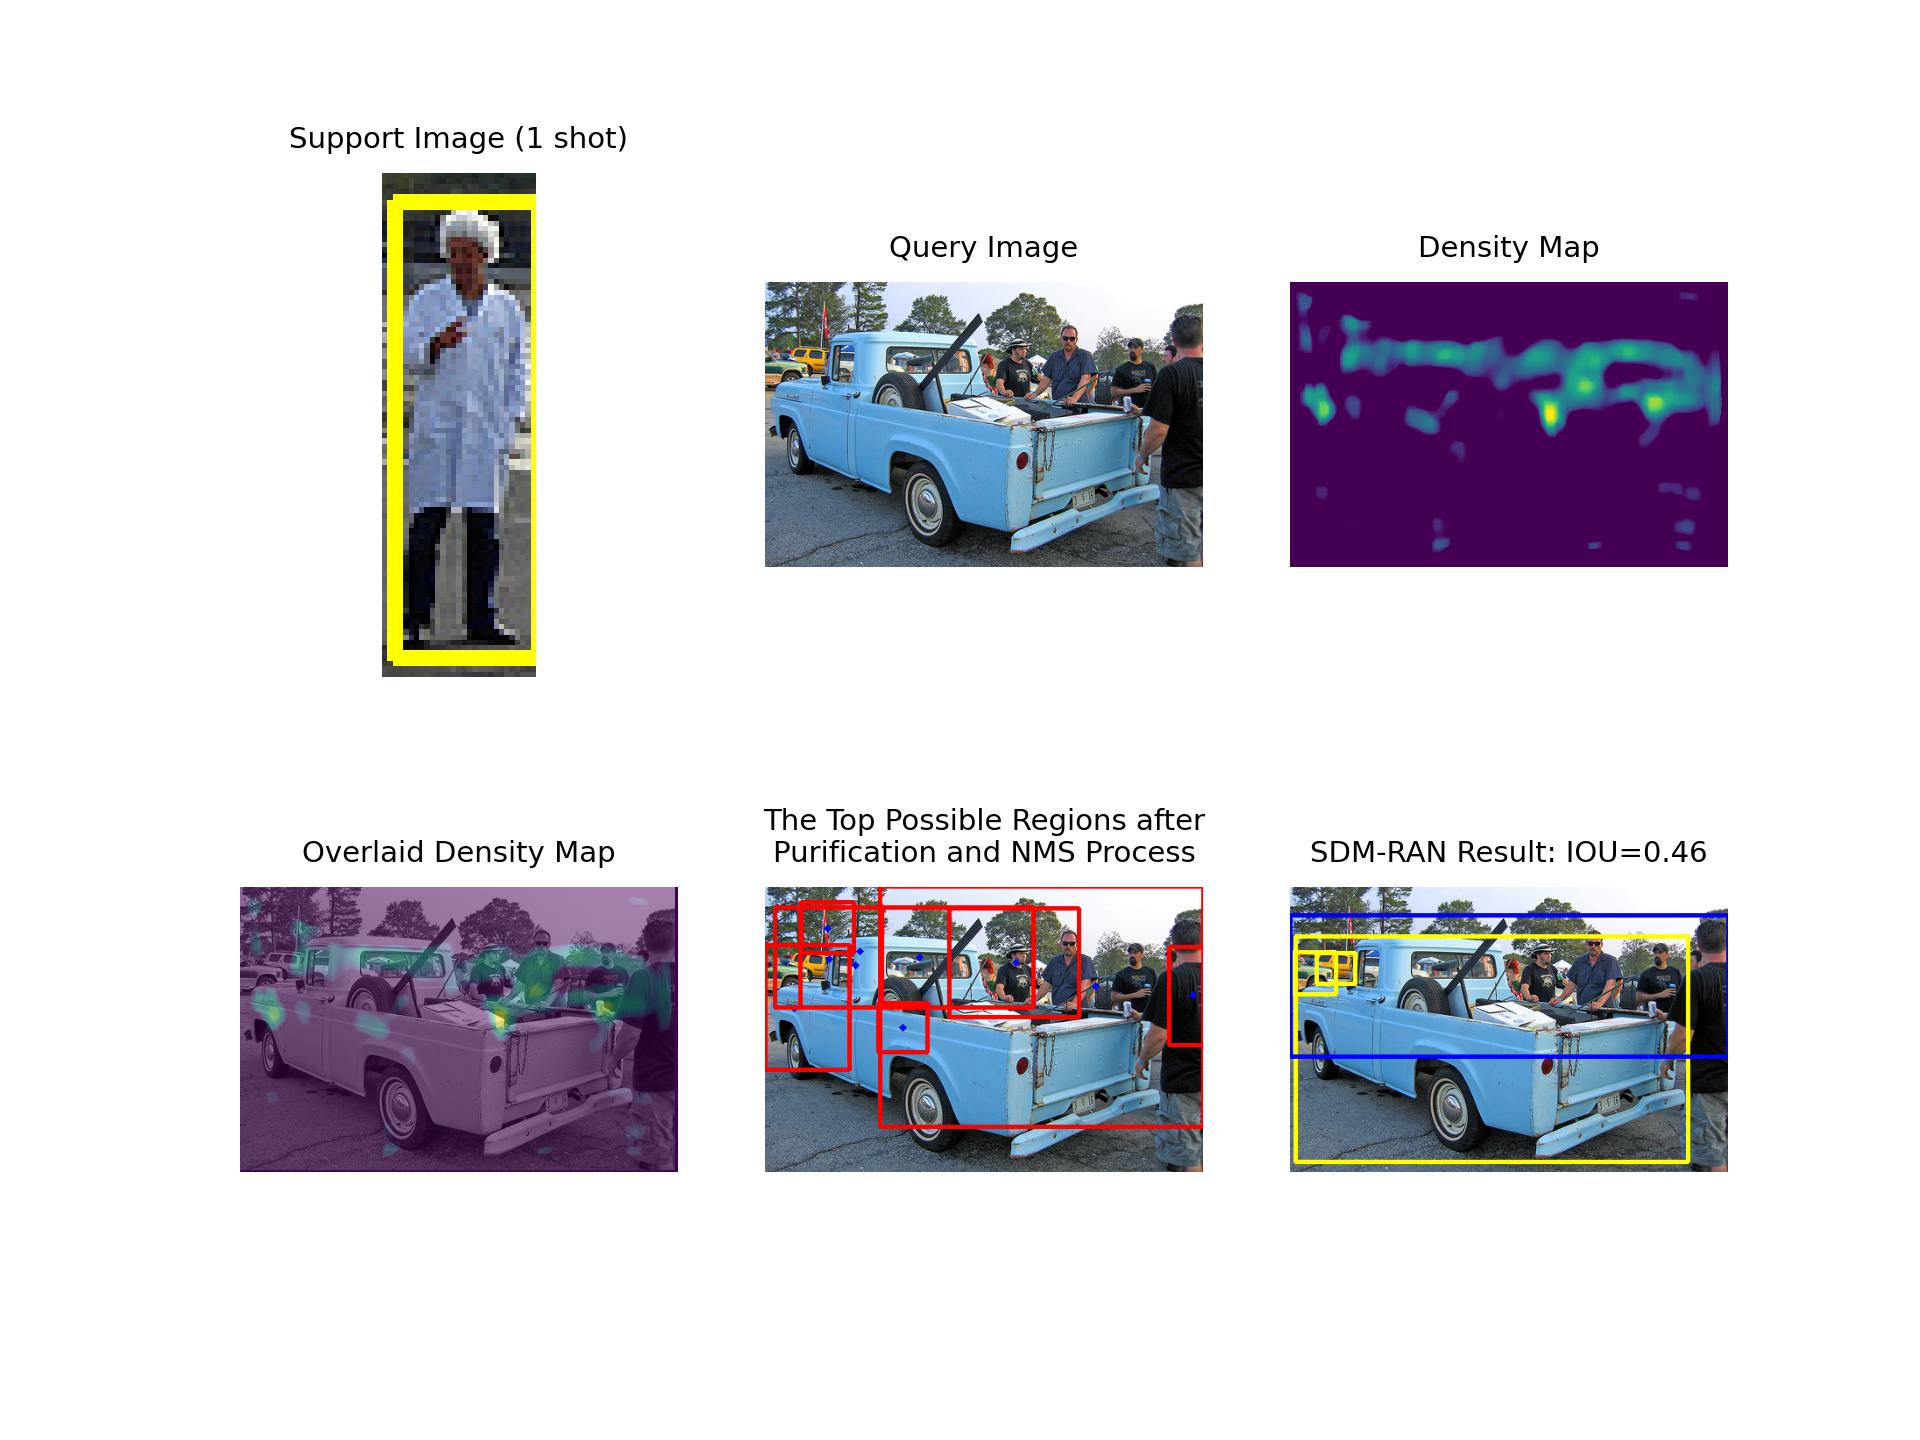 Support Image (1 shot)
Query Image
Density Map
Overlaid Density Map
The Top Possible Regions after
Purification and NMS Process
SDM-RAN Result: IOU=0.46